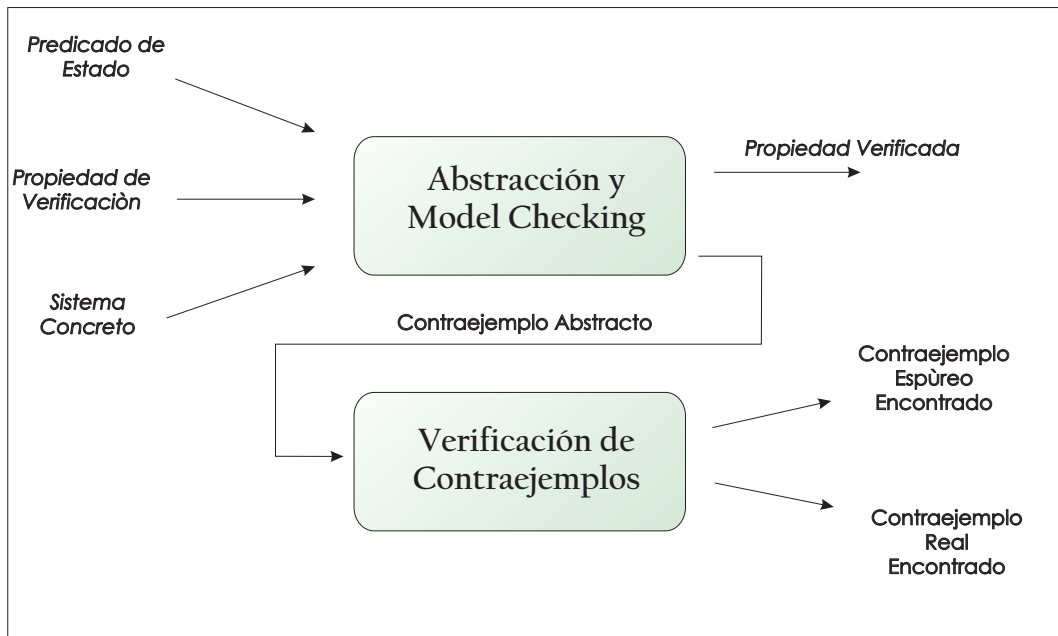 Predicado de
Estado
Propiedad de
Verificaciòn
Sistema
Concreto
Abstracción y
Model Checking
Propiedad Verificada
Contraejemplo Abstracto
Verificación de
Contraejemplos
Contraejemplo
Espùreo
Encontrado
Contraejemplo
Real
Encontrado